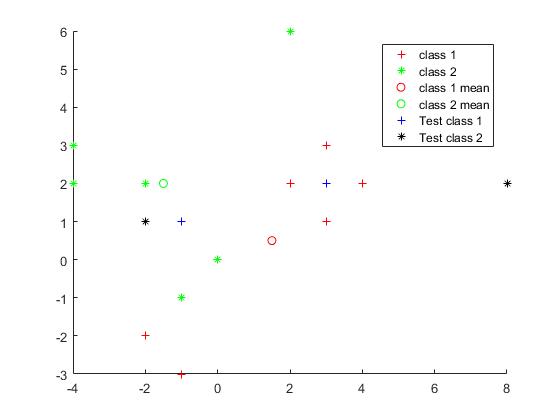 6
5
4
3
2
1
0
-1
-2
-3
-4
-2
0
2
4
6
8
class 1
class 2
class 1 mean
class 2 mean
Test class 1
Test class 2